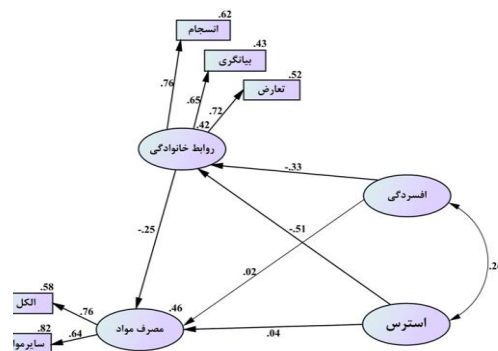 .62
انسجام
.43
بیانگری
.52
تعارض
.76
.65
.72
.42
روابط خانوادگی
-.33
افسردگی
-.25
-.51
.02
.58
الکل
.76
.46
مصرف مواد
.04
استرس
.82
.64